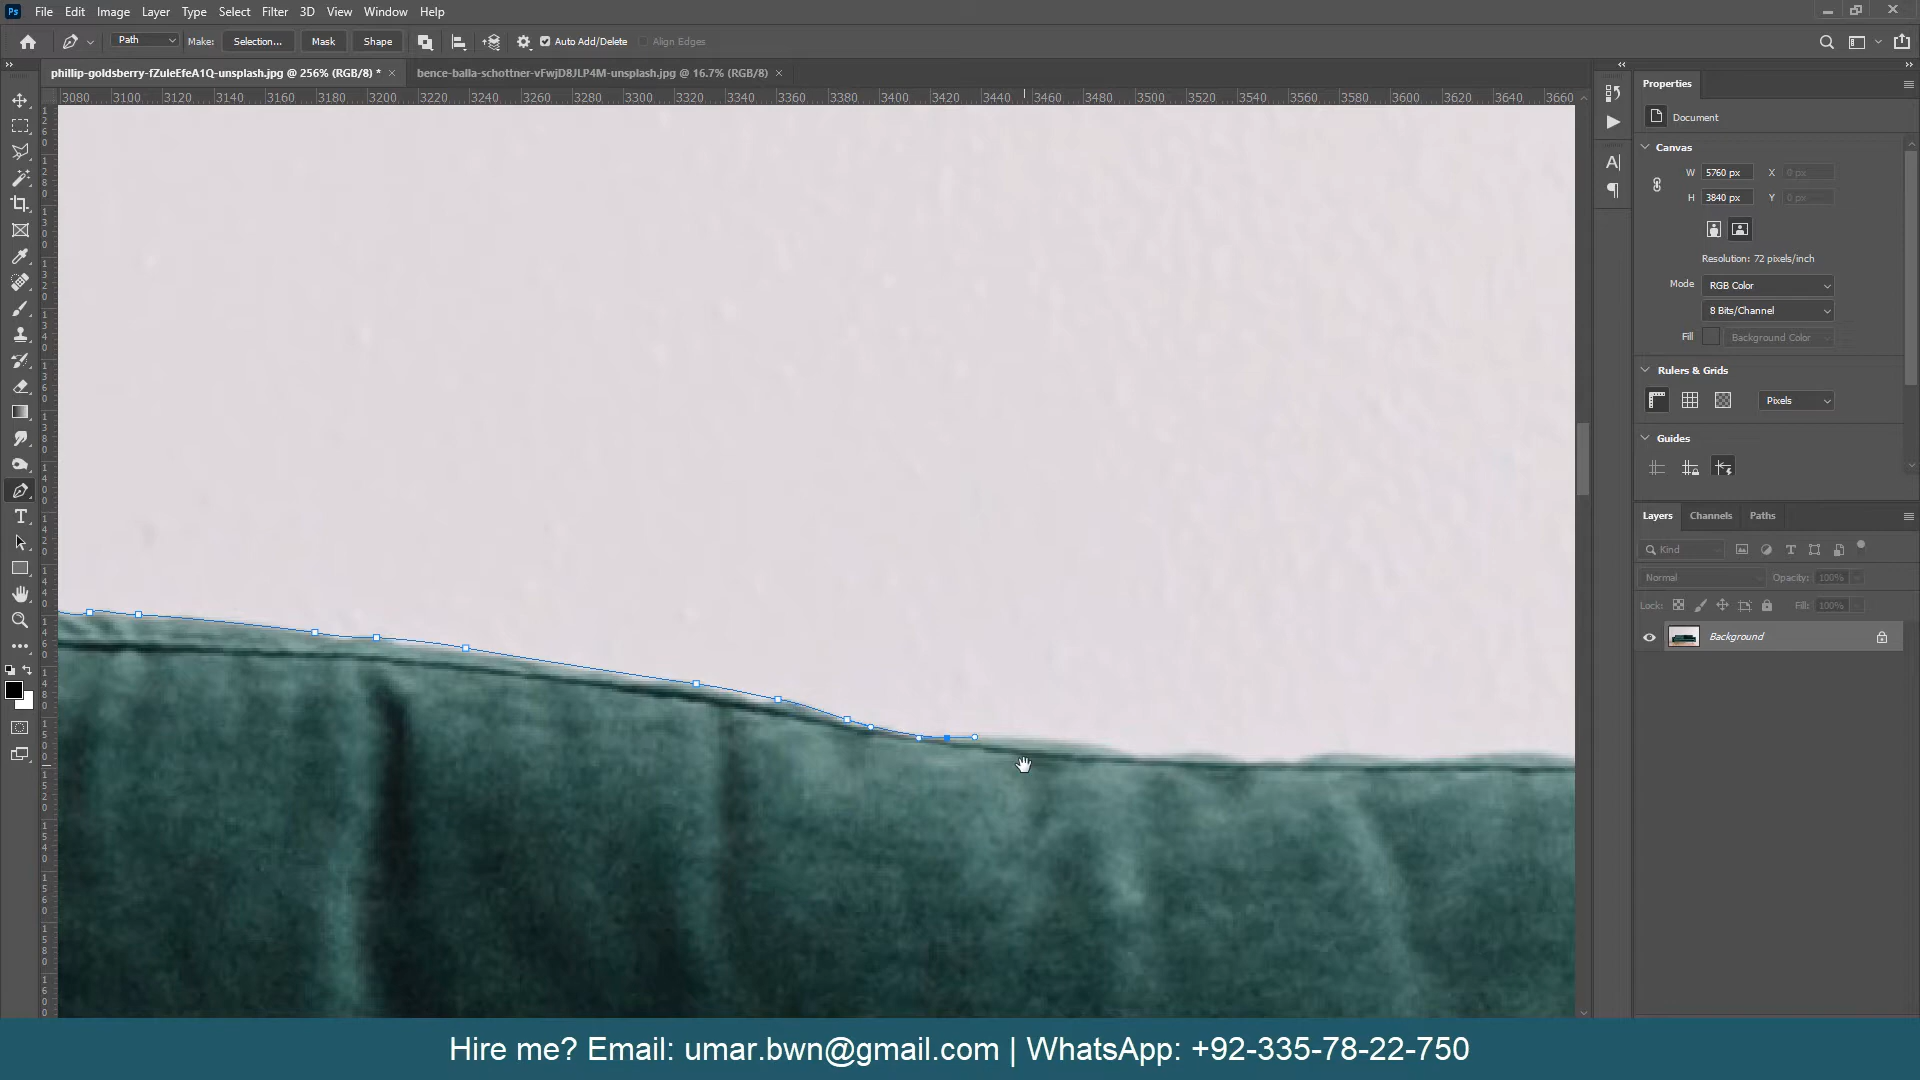 Ps File Edit Image Layer Type Select Filter 3D View Window Help
Path Make: Selection... Mask Shape Auto Add/Delete Align Edges
phillip-goldsberry-fZuleEfeA1Q-unsplash.jpg @ 256% (RGB/8) * × bence-balla-schottner-vFwjD8JLP4M-unsplash.jpg @ 16.7% (RGB/8) ×
3080 3100 3120 3140 3160 3180 3200 3220 3240 3260 3280 3300 3320 3340 3360 3380 3400 3420 3440 3460 3480 3500 3520 3540 3560 3580 3600 3620 3640 3660
Properties
Document
Canvas
W 5760 px X 0 px
H 3840 px Y 0 px
Resolution: 72 pixels/inch
Mode RGB Color
8 Bits/Channel
Fill Background Color
Rulers & Grids
Pixels
Guides
Layers Channels Paths
Kind
Normal Opacity: 100%
Lock: Fill: 100%
Background
Hire me? Email: umar.bwn@gmail.com | WhatsApp: +92-335-78-22-750